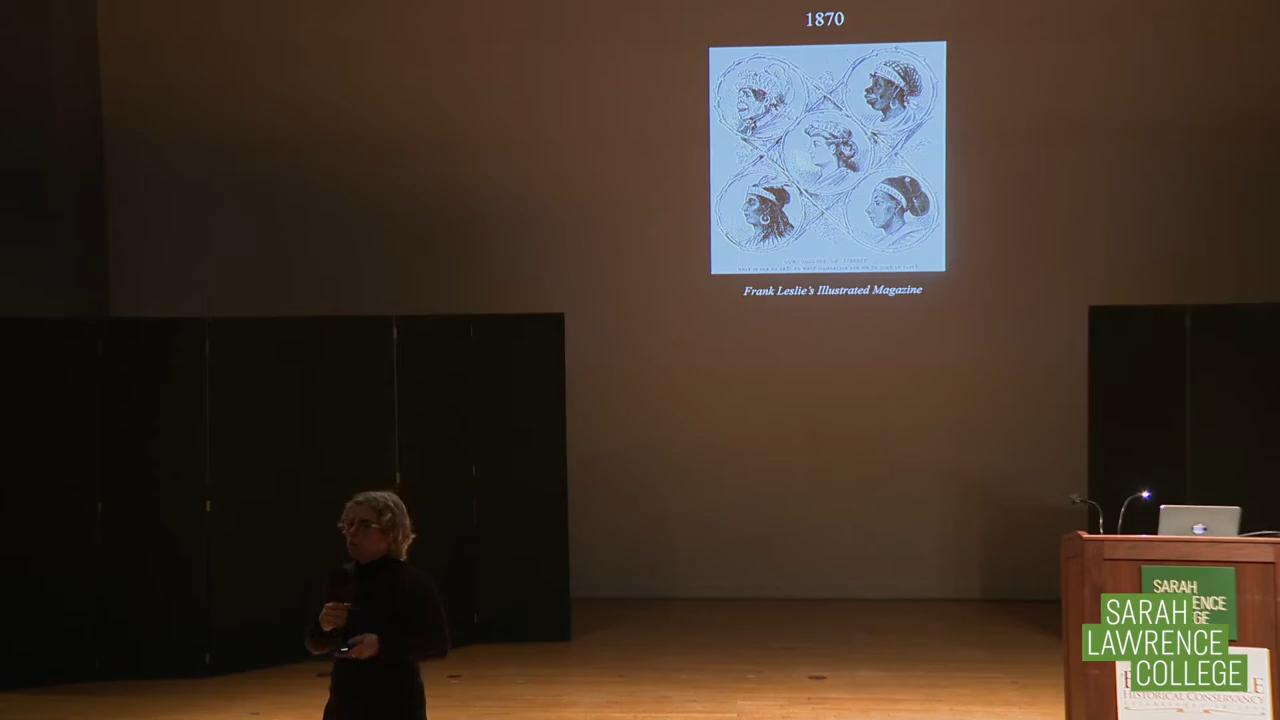 1870
Frank Leslie's Illustrated Magazine
SARAH
ENCE
GE
SARAH
LAWRENCE
COLLEGE
HISTORICAL CONSERVANCY